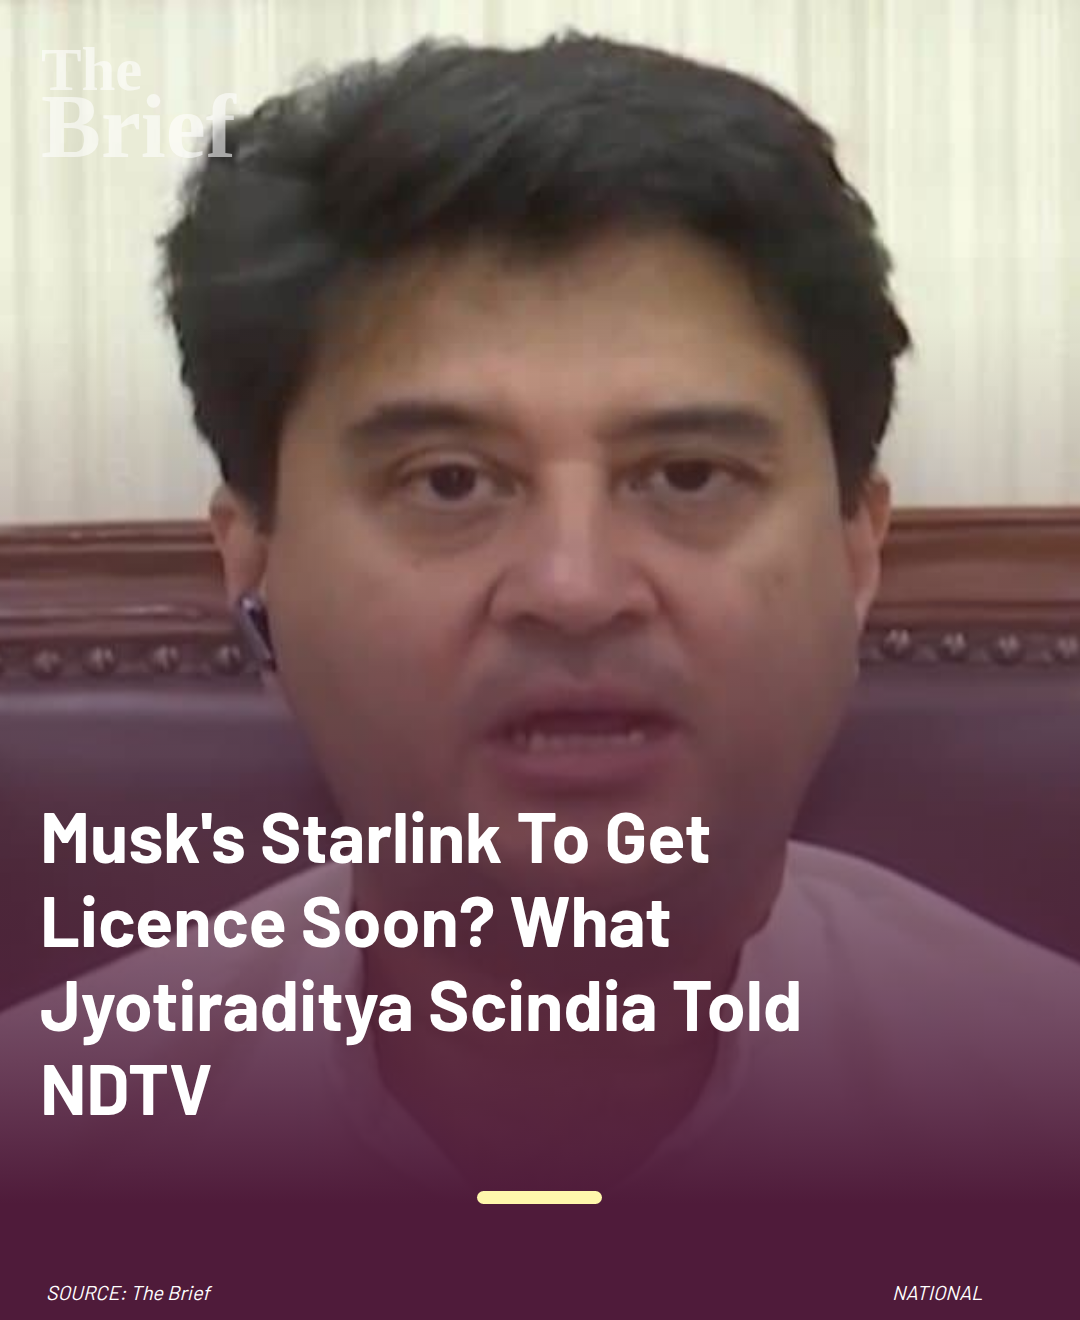 The
Brief
Musk's Starlink To Get
Licence Soon? What
Jyotiraditya Scindia Told
NDTV
SOURCE: The Brief
NATIONAL